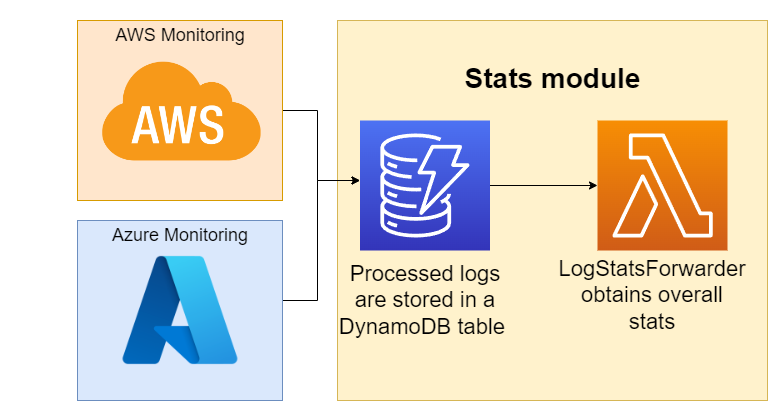 AWS Monitoring
AWS
Azure Monitoring
Stats module
Processed logs
are stored in a
DynamoDB table
LogStatsForwarder
obtains overall
stats